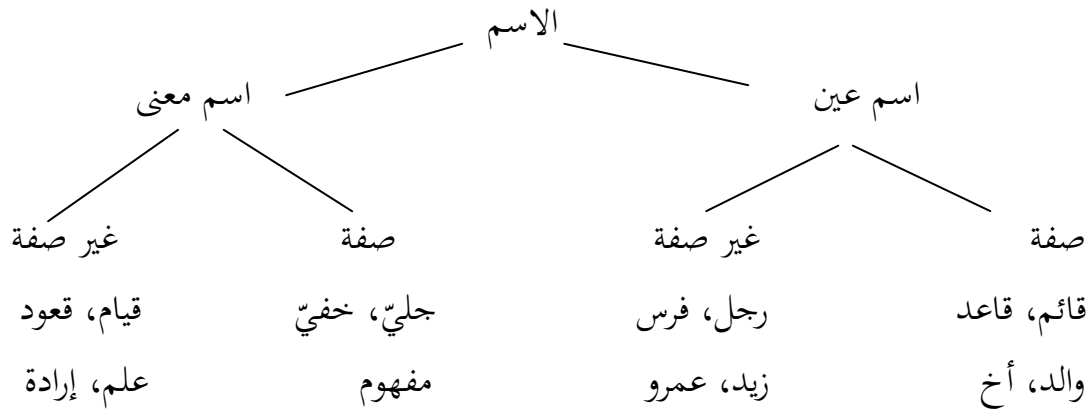 الاسم
اسم عين اسم معنى
صفة غير صفة صفة غير صفة
قائم، قاعد رجل، فرس جليّ، خفيّ قيام، قعود
والد، أخ زيد، عمرو مفهوم علم، إرادة